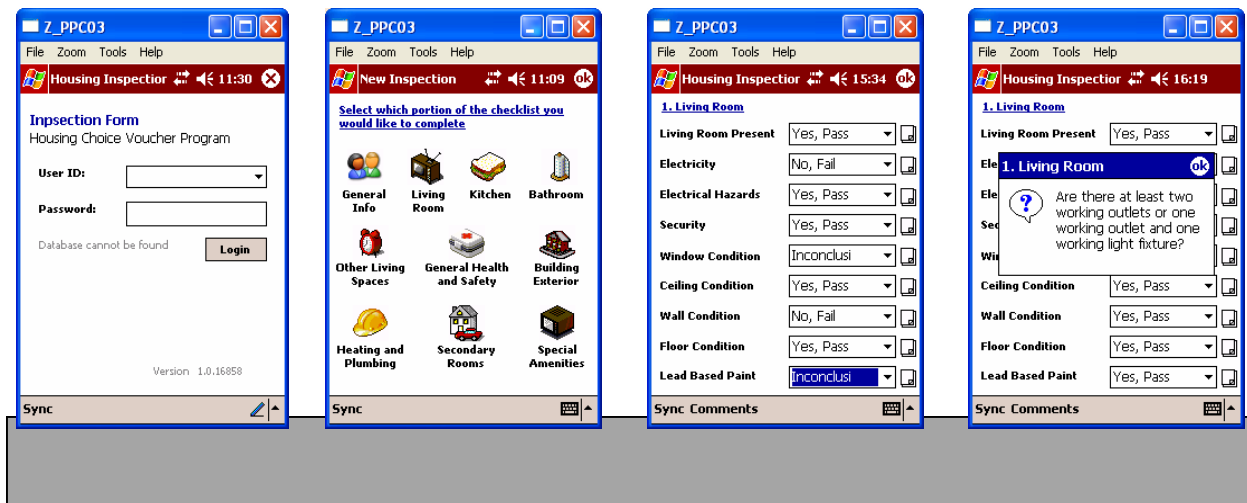 Z_PPC03
File Zoom Tools Help
Housing Inspectior 11:30
Inpsection Form
Housing Choice Voucher Program
User ID:
Password:
Database cannot be found
Login
Version 1.0.16858
Sync
Z_PPC03
File Zoom Tools Help
New Inspection 11:09 ok
Select which portion of the checklist you
would like to complete
General
Info
Living
Room
Kitchen
Bathroom
Other Living
Spaces
General Health
and Safety
Building
Exterior
Heating and
Plumbing
Secondary
Rooms
Special
Amenities
Sync
Z_PPC03
File Zoom Tools Help
Housing Inspectior 15:34 ok
1. Living Room
Living Room Present Yes, Pass
Electricity No, Fail
Electrical Hazards Yes, Pass
Security Yes, Pass
Window Condition Inconclusi
Ceiling Condition Yes, Pass
Wall Condition No, Fail
Floor Condition Yes, Pass
Lead Based Paint Inconclusi
Sync Comments
Z_PPC03
File Zoom Tools Help
Housing Inspectior 16:19
1. Living Room
Living Room Present Yes, Pass
Ele
1. Living Room ok
Are there at least two
working outlets or one
working outlet and one
working light fixture?
Ele
Sec
Wi
Ceiling Condition Yes, Pass
Wall Condition Yes, Pass
Floor Condition Yes, Pass
Lead Based Paint Yes, Pass
Sync Comments